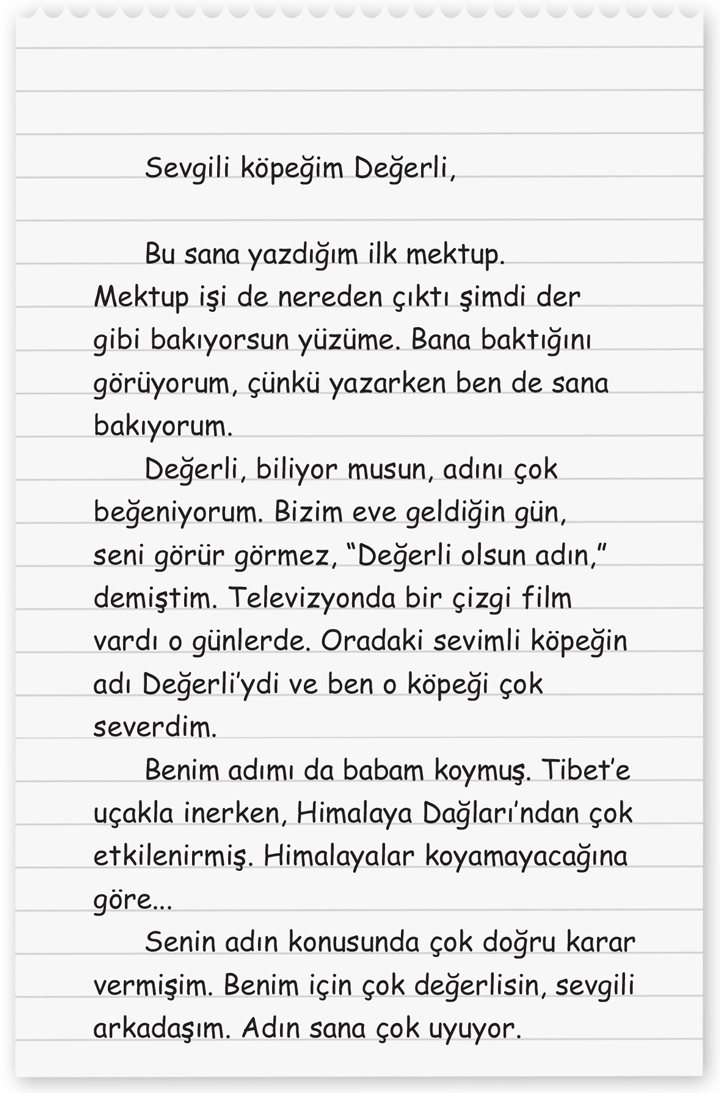 Sevgili köpeğim Değerli,
Bu sana yazdığım ilk mektup.
Mektup işi de nereden çıktı şimdi der
gibi bakıyorsun yüzüme. Bana baktığını
görüyorum, çünkü yazarken ben de sana
bakıyorum.
Değerli, biliyor musun, adını çok
beğeniyorum. Bizim eve geldiğin gün,
seni görür görmez, “Değerli olsun adın,”
demiştim. Televizyonda bir çizgi film
vardı o günlerde. Oradaki sevimli köpeğin
adı Değerli’ydi ve ben o köpeği çok
severdim.
Benim adımı da babam koymuş. Tibet’e
uçakla inerken, Himalaya Dağları’ndan çok
etkilenirmiş. Himalayalar koyamayacağına
göre...
Senin adın konusunda çok doğru karar
vermişim. Benim için çok değerlisin, sevgili
arkadaşım. Adın sana çok uyuyor.